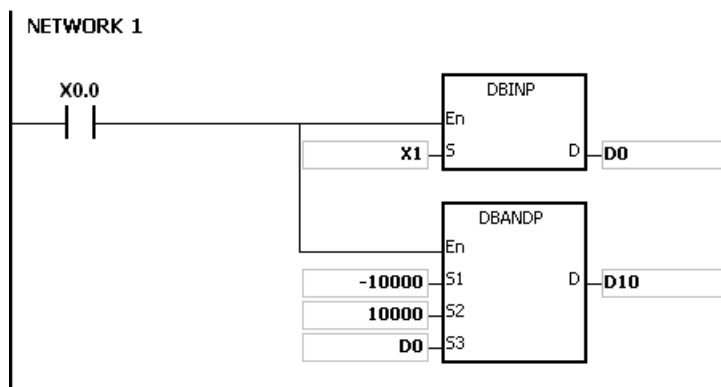 NETWORK 1
X0.0
DBINP
En
X1 S D D0
DBANDP
En
-10000 S1 D D10
10000 S2
D0 S3